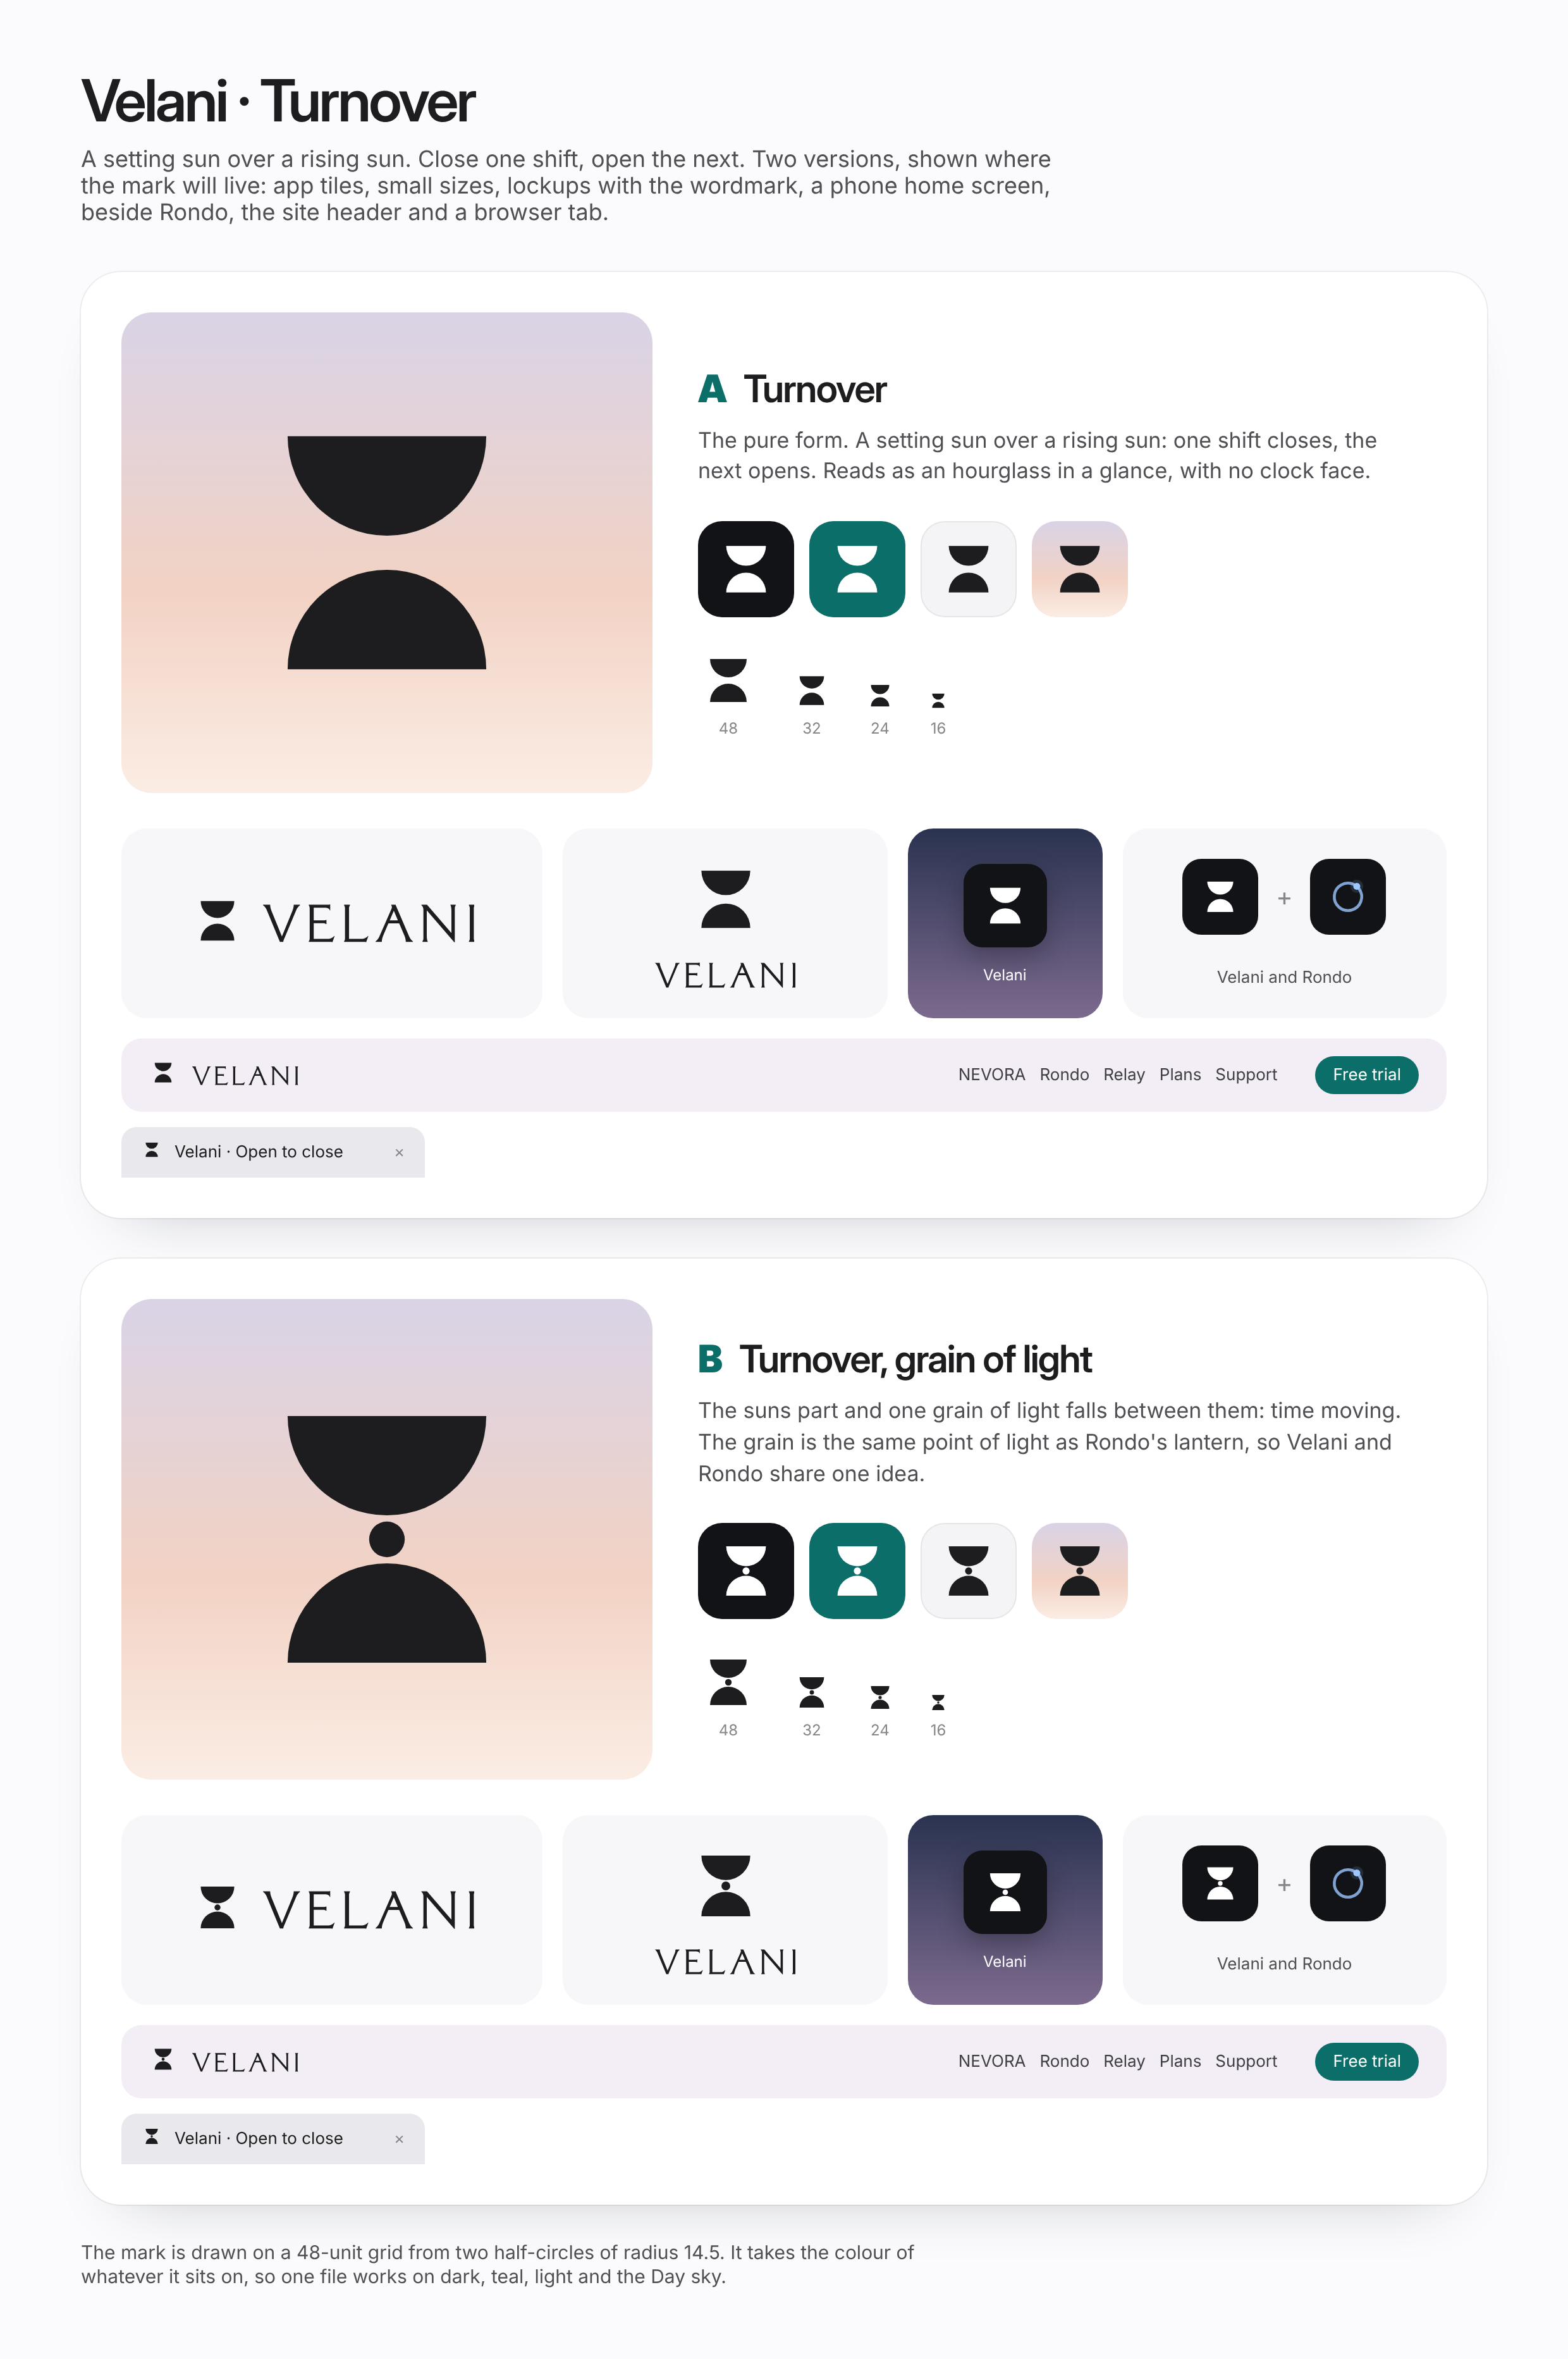 Velani · Turnover
A setting sun over a rising sun. Close one shift, open the next. Two versions, shown where
the mark will live: app tiles, small sizes, lockups with the wordmark, a phone home screen,
beside Rondo, the site header and a browser tab.
A Turnover
The pure form. A setting sun over a rising sun: one shift closes, the
next opens. Reads as an hourglass in a glance, with no clock face.
48 32 24 16
VELANI
VELANI
Velani
+
Velani and Rondo
VELANI NEVORA Rondo Relay Plans Support Free trial
Velani · Open to close ×
B Turnover, grain of light
The suns part and one grain of light falls between them: time moving.
The grain is the same point of light as Rondo's lantern, so Velani and
Rondo share one idea.
48 32 24 16
VELANI
VELANI
Velani
+
Velani and Rondo
VELANI NEVORA Rondo Relay Plans Support Free trial
Velani · Open to close ×
The mark is drawn on a 48-unit grid from two half-circles of radius 14.5. It takes the colour of
whatever it sits on, so one file works on dark, teal, light and the Day sky.